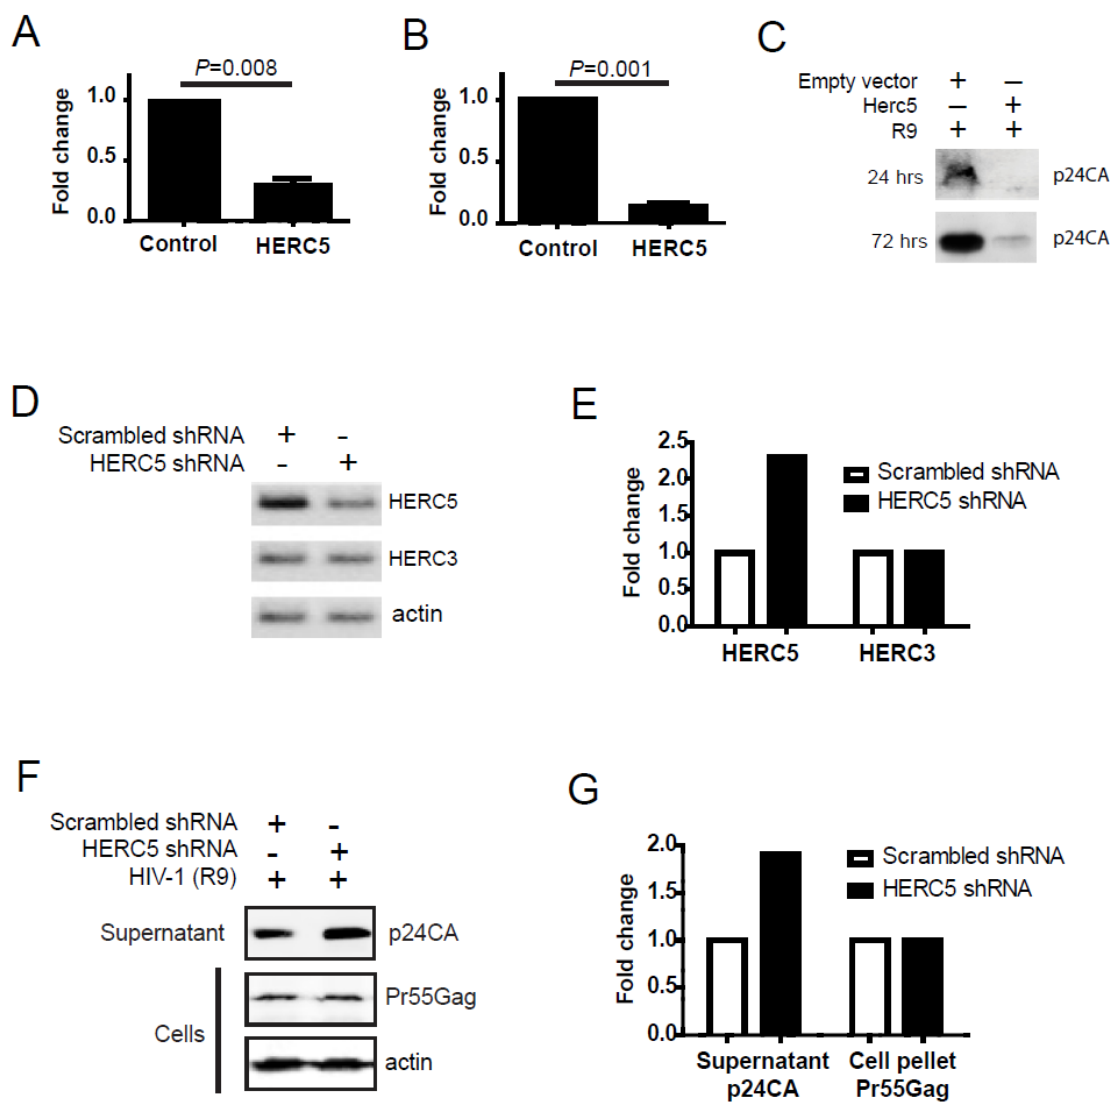 A
P=0.008
Fold change
1.0
0.5
0.0
Control HERC5
B
P=0.001
Fold change
1.0
0.5
0.0
Control HERC5
C
Empty vector + –
Herc5 – +
R9 + +
24 hrs p24CA
72 hrs p24CA
D
Scrambled shRNA + -
HERC5 shRNA - +
HERC5
HERC3
actin
E
Fold change
2.5
2.0
1.5
1.0
0.5
0.0
HERC5 HERC3
Scrambled shRNA
HERC5 shRNA
F
Scrambled shRNA + -
HERC5 shRNA - +
HIV-1 (R9) + +
Supernatant p24CA
Cells
Pr55Gag
actin
G
Fold change
2.0
1.5
1.0
0.5
0.0
Supernatant Cell pellet
p24CA Pr55Gag
Scrambled shRNA
HERC5 shRNA